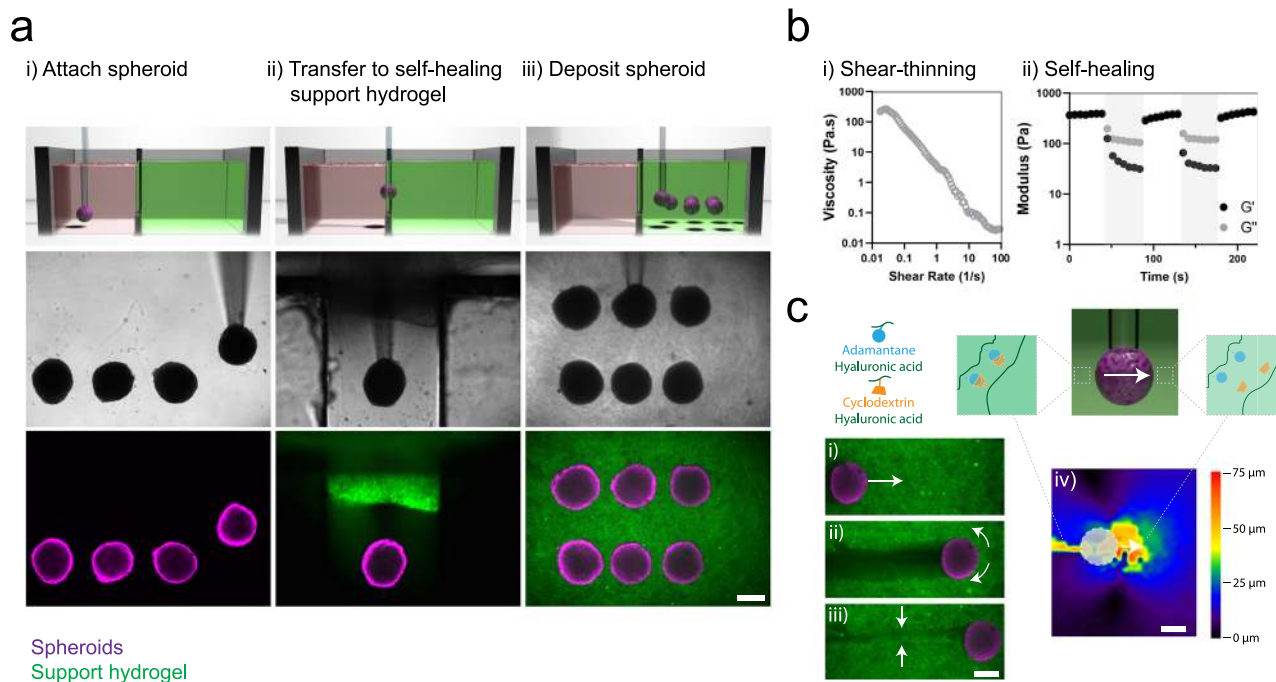 a
i) Attach spheroid
ii) Transfer to self-healing
support hydrogel
iii) Deposit spheroid
Spheroids
Support hydrogel
b
i) Shear-thinning
Viscosity (Pa.s)
1000
100
10
1
0.1
0.01
0.01
0.1
1
10
100
Shear Rate (1/s)
ii) Self-healing
Modulus (Pa)
1000
100
10
1
0
100
200
Time (s)
G'
G"
c
Adamantane
Hyaluronic acid
Cyclodextrin
Hyaluronic acid
i)
ii)
iii)
iv)
75 μm
50 μm
25 μm
0 μm